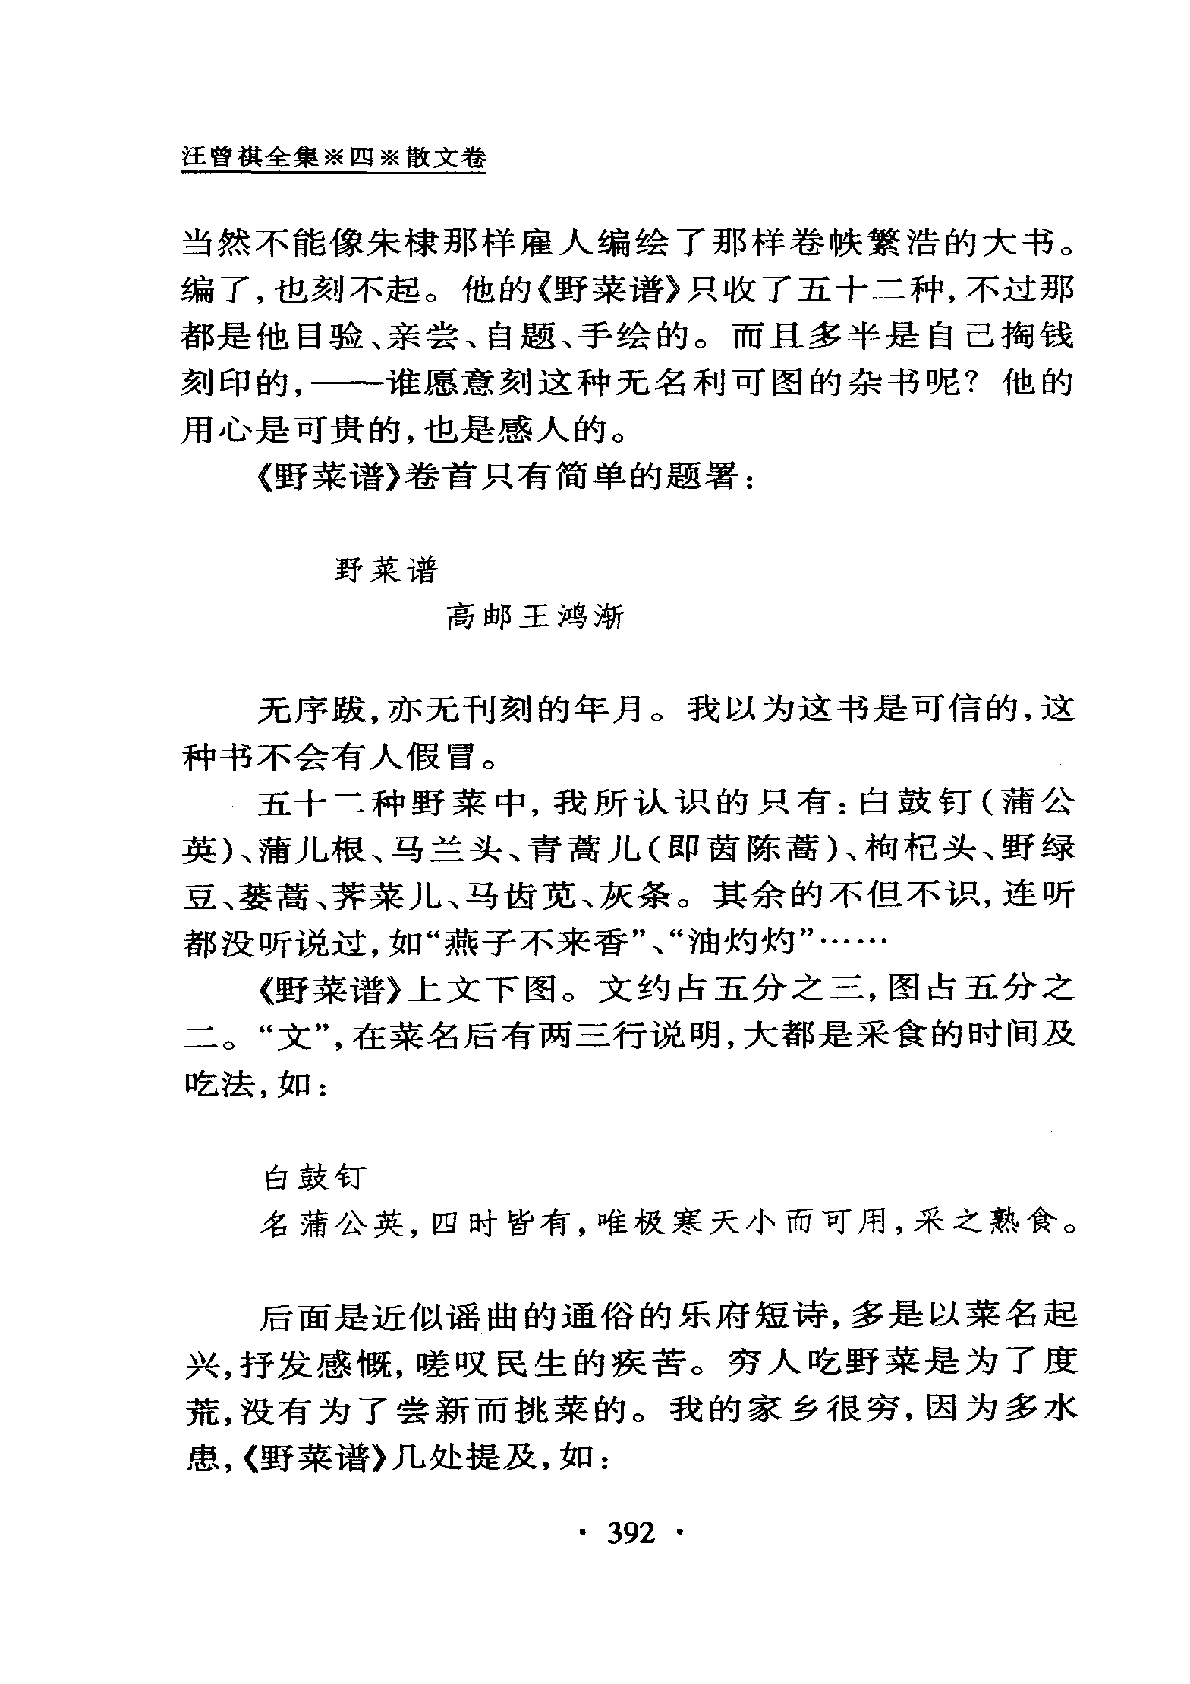 汪曾祺全集※四※散文卷
当然不能像朱棣那样雇人编绘了那样卷帙繁浩的大书。
编了,也刻不起。他的《野菜谱》只收了五十二种,不过那
都是他目验、亲尝、自题、手绘的。而且多半是自己掏钱
刻印的,——谁愿意刻这种无名利可图的杂书呢？他的
用心是可贵的,也是感人的。
《野菜谱》卷首只有简单的题署：
野菜谱
高邮王鸿渐
无序跋,亦无刊刻的年月。我以为这书是可信的,这
种书不会有人假冒。
五十二种野菜中,我所认识的只有：白鼓钉(蒲公
英)、蒲儿根、马兰头、青蒿儿(即茵陈蒿)、枸杞头、野绿
豆、蒌蒿、荠菜儿、马齿苋、灰条。其余的不但不识,连听
都没听说过,如“燕子不来香”、“油灼灼”……
《野菜谱》上文下图。文约占五分之三,图占五分之
二。“文”,在菜名后有两三行说明,大都是采食的时间及
吃法,如：
白鼓钉
名蒲公英,四时皆有,唯极寒天小而可用,采之熟食。
后面是近似谣曲的通俗的乐府短诗,多是以菜名起
兴,抒发感慨,嗟叹民生的疾苦。穷人吃野菜是为了度
荒,没有为了尝新而挑菜的。我的家乡很穷,因为多水
患,《野菜谱》几处提及,如：
· 392 ·